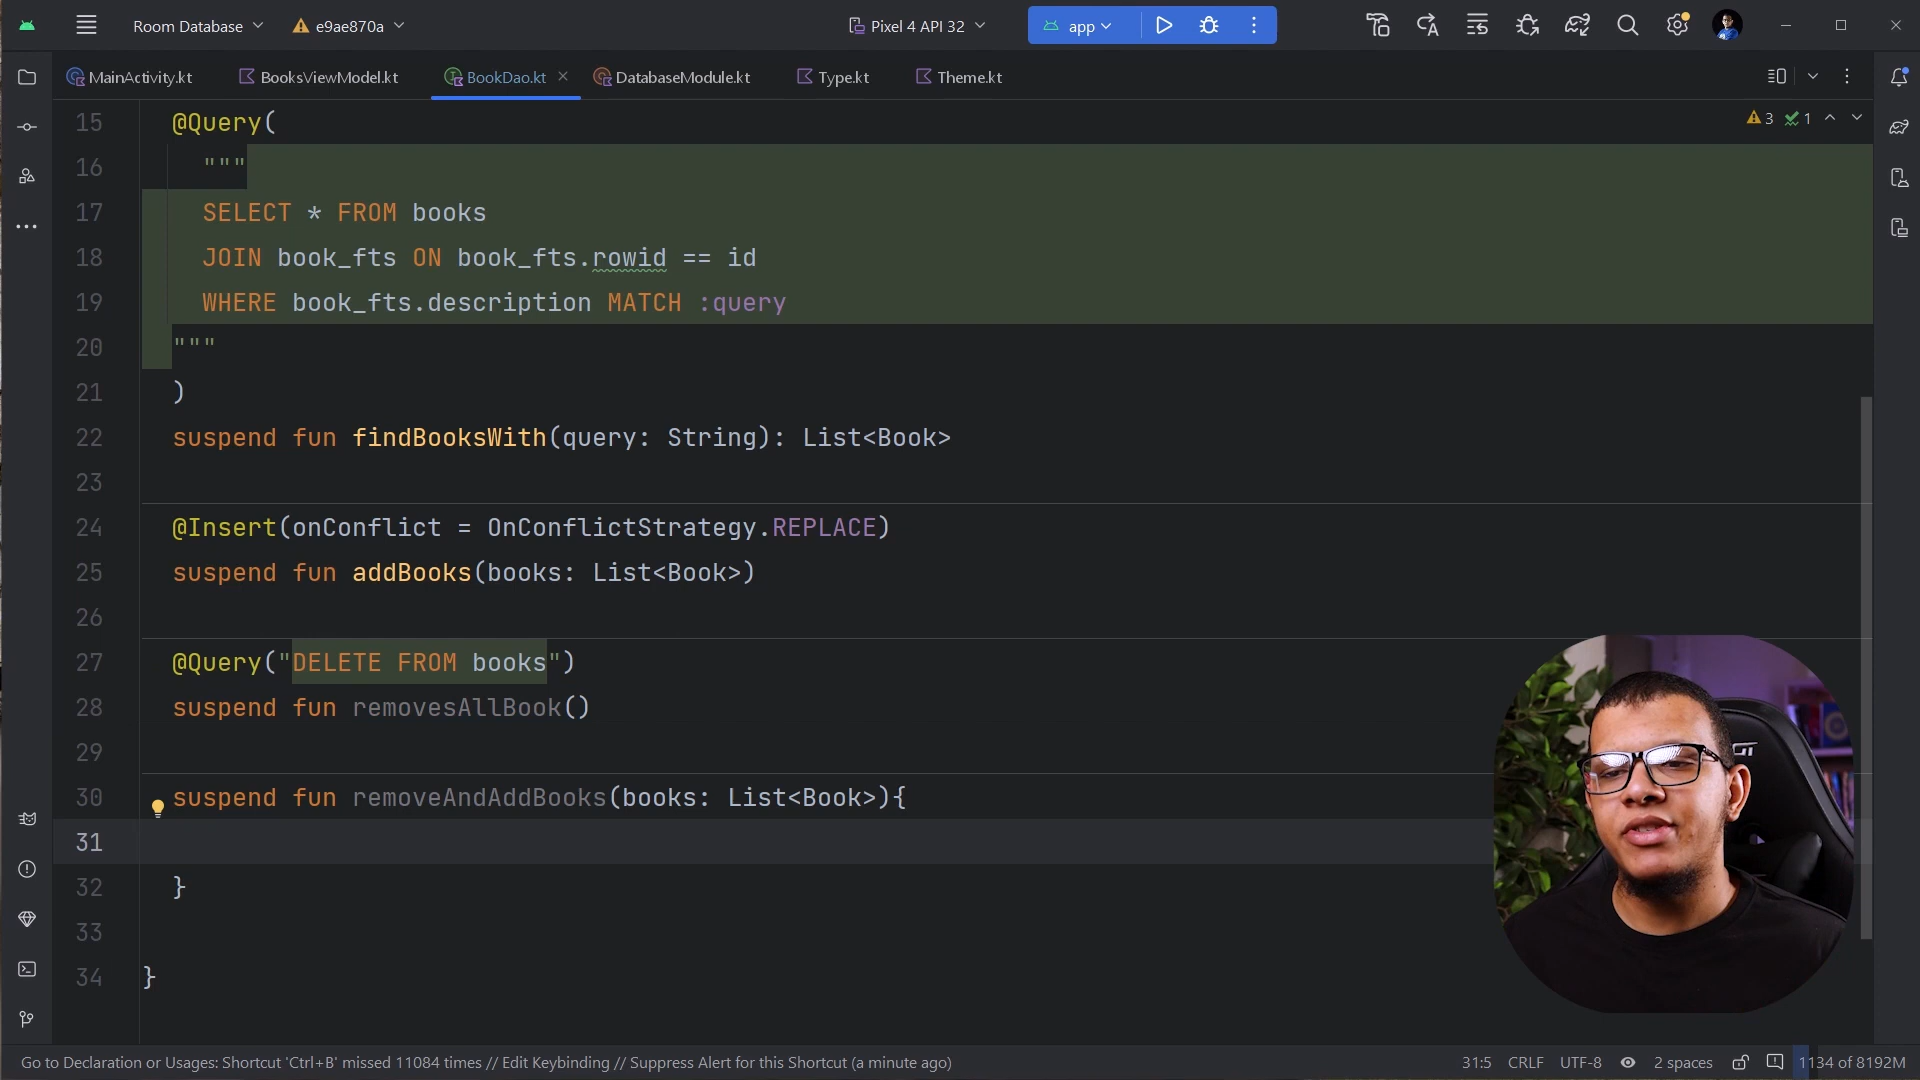 Room Database
e9ae870a
Pixel 4 API 32
app
MainActivity.kt
BooksViewModel.kt
BookDao.kt
DatabaseModule.kt
Type.kt
Theme.kt
3
1
15 @Query(
16 """
17 SELECT * FROM books
18 JOIN book_fts ON book_fts.rowid == id
19 WHERE book_fts.description MATCH :query
20 """
21 )
22 suspend fun findBooksWith(query: String): List<Book>
23
24 @Insert(onConflict = OnConflictStrategy.REPLACE)
25 suspend fun addBooks(books: List<Book>)
26
27 @Query("DELETE FROM books")
28 suspend fun removesAllBook()
29
30 suspend fun removeAndAddBooks(books: List<Book>){
31
32 }
33
34 }
GT
Go to Declaration or Usages: Shortcut 'Ctrl+B' missed 11084 times // Edit Keybinding // Suppress Alert for this Shortcut (a minute ago)
31:5
CRLF
UTF-8
2 spaces
1134 of 8192M